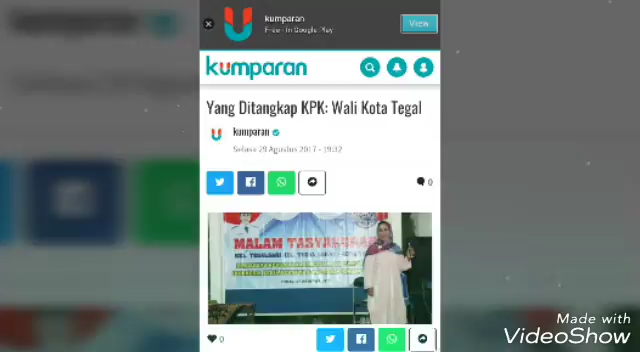 kumparan
Free - In Google Play
View
kumparan
Yang Ditangkap KPK: Wali Kota Tegal
kumparan
Selasa 29 Agustus 2017 - 19:32
0
MALAM TASYAKURAN
0
Made with
VideoShow